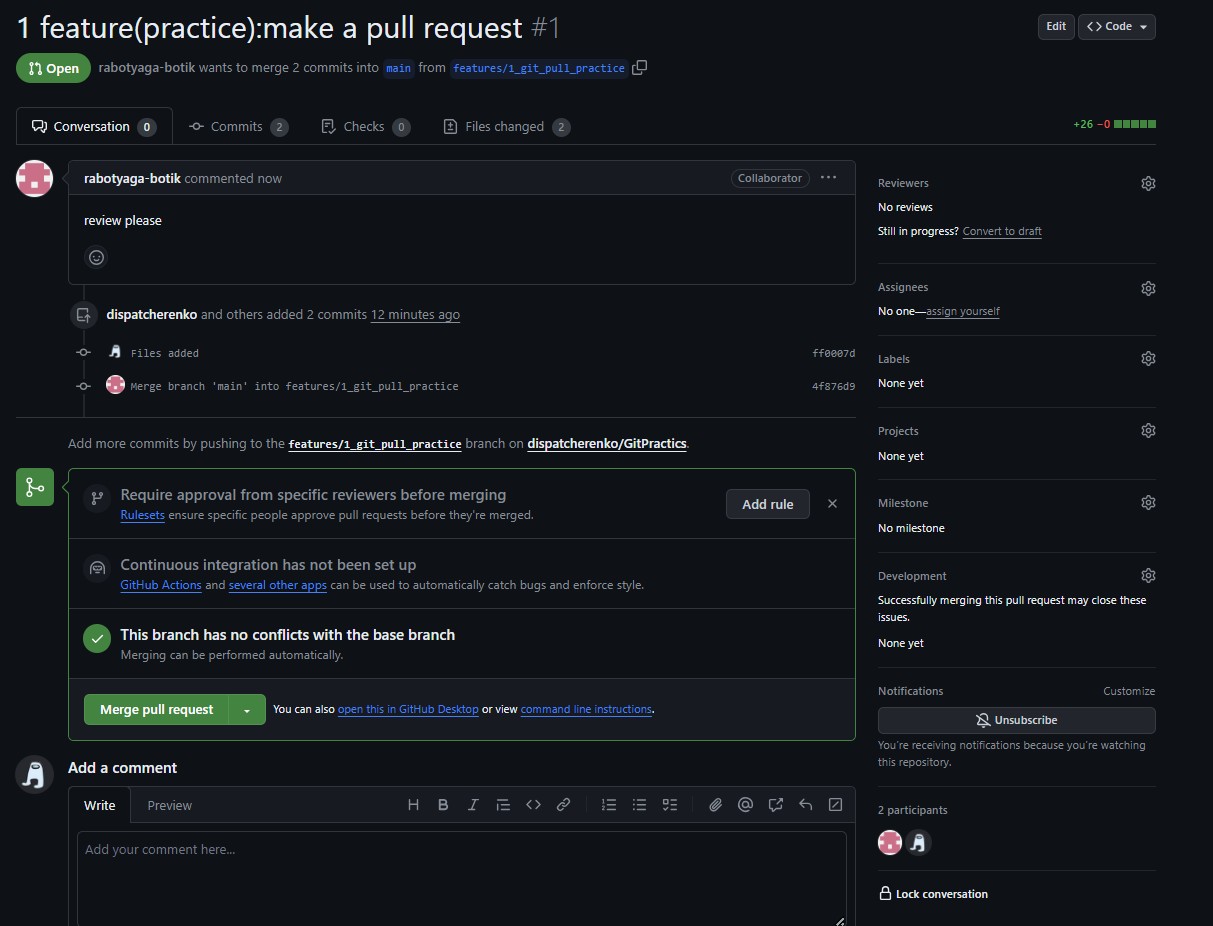 1 feature(practice):make a pull request #1
Edit
Code
Open
rabotyaga-botik wants to merge 2 commits into main from features/1_git_pull_practice
Conversation 0
Commits 2
Checks 0
Files changed 2
+26 −0
rabotyaga-botik commented now
Collaborator
review please
dispatcherenko and others added 2 commits 12 minutes ago
Files added
ff0007d
Merge branch 'main' into features/1_git_pull_practice
4f876d9
Add more commits by pushing to the features/1_git_pull_practice branch on dispatcherenko/GitPractics.
Require approval from specific reviewers before merging
Rulesets ensure specific people approve pull requests before they're merged.
Add rule
Continuous integration has not been set up
GitHub Actions and several other apps can be used to automatically catch bugs and enforce style.
This branch has no conflicts with the base branch
Merging can be performed automatically.
Merge pull request
You can also open this in GitHub Desktop or view command line instructions.
Add a comment
Write
Preview
Add your comment here...
Reviewers
No reviews
Still in progress? Convert to draft
Assignees
No one—assign yourself
Labels
None yet
Projects
None yet
Milestone
No milestone
Development
Successfully merging this pull request may close these
issues.
None yet
Notifications
Customize
Unsubscribe
You're receiving notifications because you're watching
this repository.
2 participants
Lock conversation